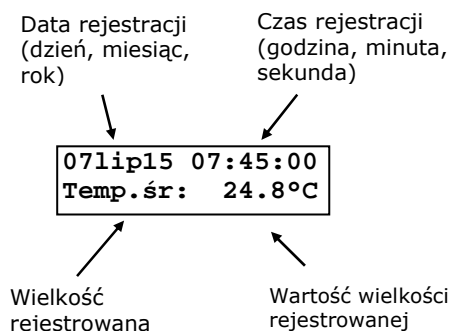 Data rejestracji
(dzień, miesiąc,
rok)
Czas rejestracji
(godzina, minuta,
sekunda)
07lip15 07:45:00
Temp.śr: 24.8°C
Wielkość
rejestrowana
Wartość wielkości
rejestrowanej